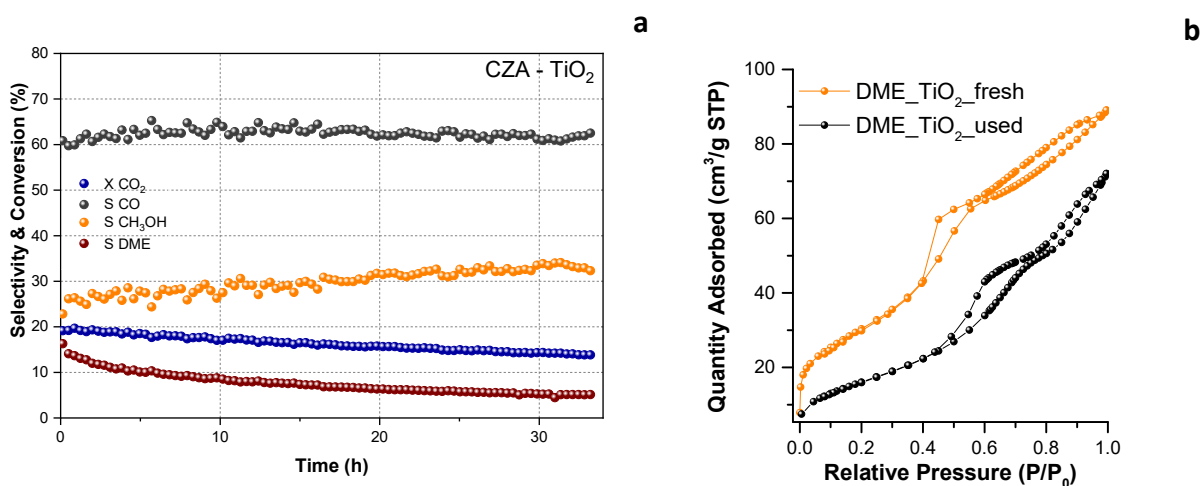 a
CZA - TiO₂
Selectivity & Conversion (%)
80
70
60
50
40
30
20
10
0
X CO₂
S CO
S CH₃OH
S DME
0
10
20
30
Time (h)
b
Quantity Adsorbed (cm³/g STP)
100
80
60
40
20
DME_TiO₂_fresh
DME_TiO₂_used
0.0
0.2
0.4
0.6
0.8
1.0
Relative Pressure (P/P₀)